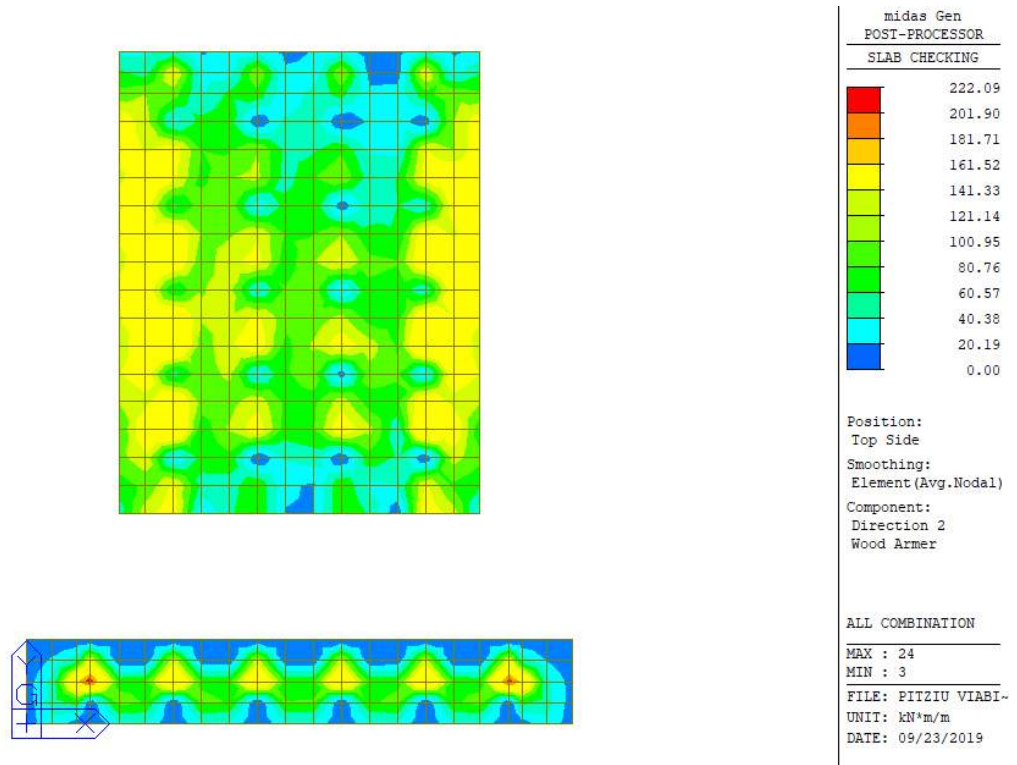 midas Gen
POST-PROCESSOR
SLAB CHECKING
222.09
201.90
181.71
161.52
141.33
121.14
100.95
80.76
60.57
40.38
20.19
0.00
Position:
Top Side
Smoothing:
Element(Avg.Nodal)
Component:
Direction 2
Wood Armer
ALL COMBINATION
MAX : 24
MIN : 3
FILE: PITZIU VIABI~
UNIT: kN*m/m
DATE: 09/23/2019
Y
G
X